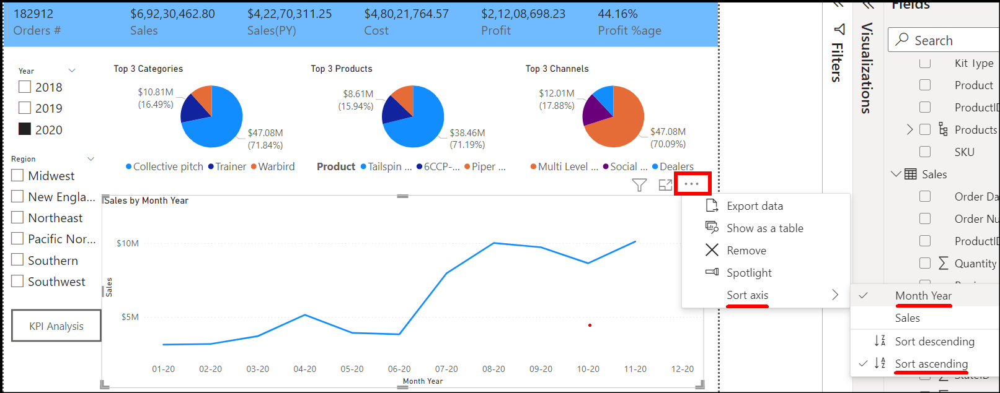 182912
Orders #
$6,92,30,462.80
Sales
$4,22,70,311.25
Sales(PY)
$4,80,21,764.57
Cost
$2,12,08,698.23
Profit
44.16%
Profit %age
Year
2018
2019
2020
Region
Midwest
New Engla...
Northeast
Pacific Nor...
Southern
Southwest
KPI Analysis
Top 3 Categories
$10.81M
(16.49%)
$47.08M
(71.84%)
Collective pitch Trainer Warbird
Top 3 Products
$8.61M
(15.94%)
$38.46M
(71.19%)
Product Tailspin ... 6CCP-... Piper ...
Top 3 Channels
$12.01M
(17.88%)
$47.08M
(70.09%)
Multi Level ... Social ... Dealers
Sales by Month Year
$10M
$5M
Sales
01-20 02-20 03-20 04-20 05-20 06-20 07-20 08-20 09-20 10-20 11-20 12-20
Month Year
Export data
Show as a table
Remove
Spotlight
Sort axis
Month Year
Sales
Sort descending
Sort ascending
Filters
Visualizations
Fields
Search
Kit Type
Product
ProductID
Products
SKU
Sales
Order Da
Order Nu
ProductID
Quantity
StateID